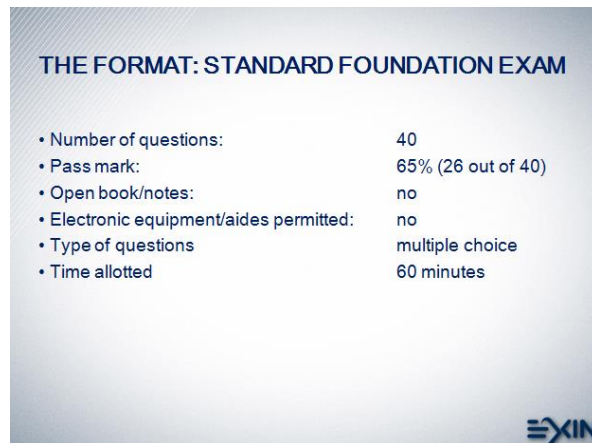 THE FORMAT: STANDARD FOUNDATION EXAM
• Number of questions: 40
• Pass mark: 65% (26 out of 40)
• Open book/notes: no
• Electronic equipment/aides permitted: no
• Type of questions multiple choice
• Time allotted 60 minutes
EXIN